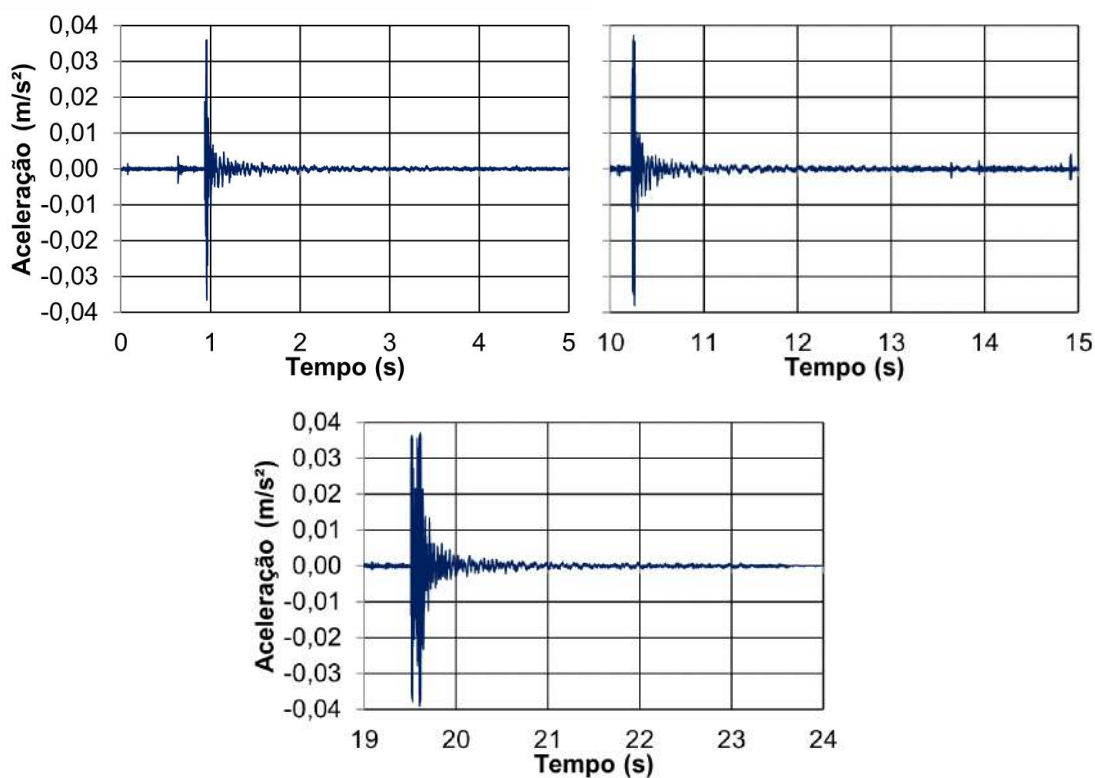 0,04
0,03
0,02
0,01
0,00
-0,01
-0,02
-0,03
-0,04
Aceleração (m/s²)
0 1 2 3 4 5
Tempo (s)
10 11 12 13 14 15
Tempo (s)
0,04
0,03
0,02
0,01
0,00
-0,01
-0,02
-0,03
-0,04
Aceleração (m/s²)
19 20 21 22 23 24
Tempo (s)